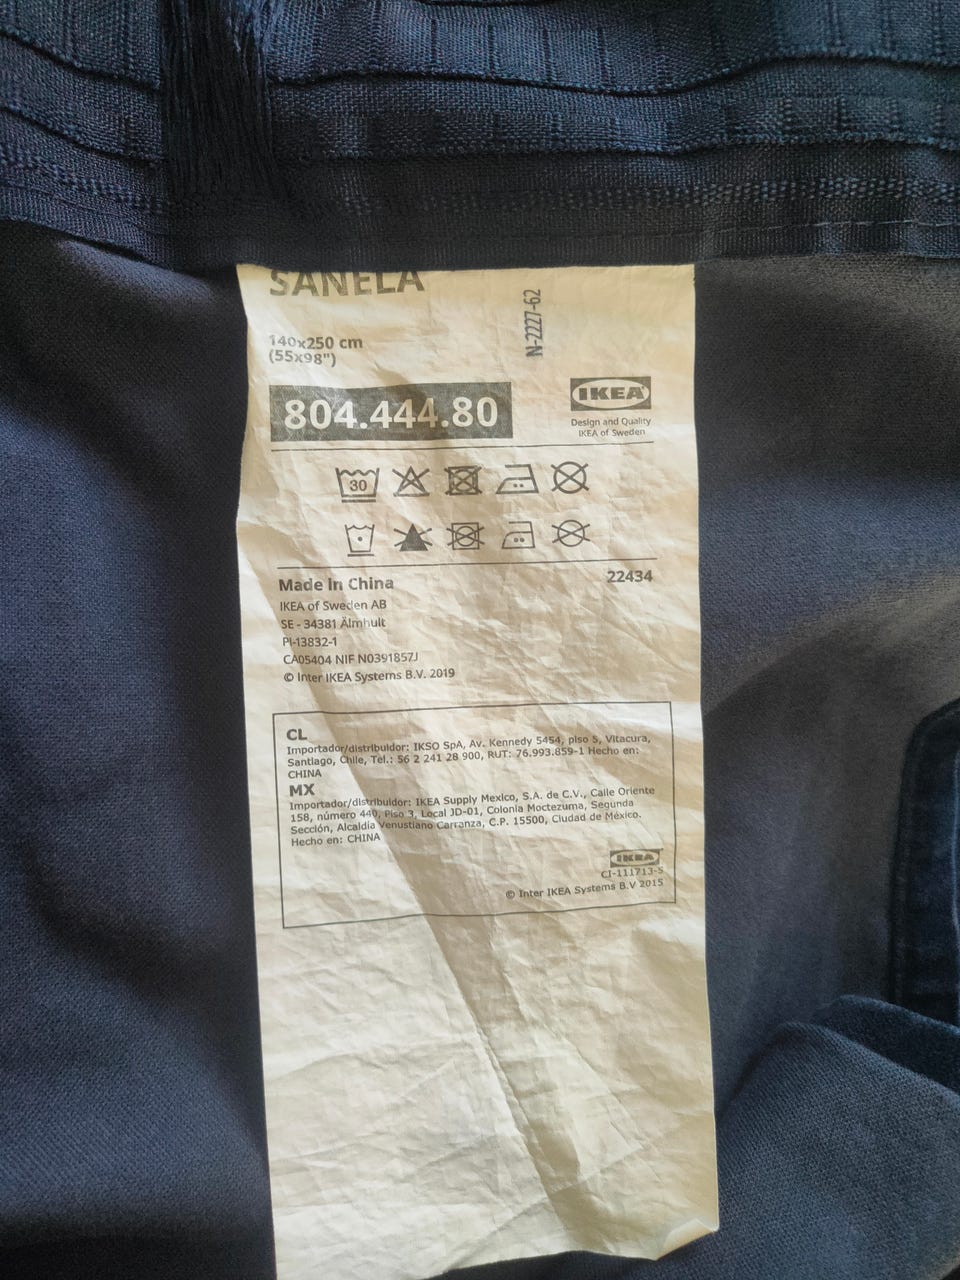 SANELA
N-2227-62
140x250 cm
(55x98")
804.444.80
IKEA
Design and Quality
IKEA of Sweden
30
Made in China
22434
IKEA of Sweden AB
SE - 34381 Älmhult
PI-13832-1
CA05404 NIF N0391857J
© Inter IKEA Systems B.V. 2019
CL
Importador/distribuidor: IKSO SpA, Av. Kennedy 5454, piso 5, Vitacura,
Santiago, Chile, Tel.: 56 2 241 28 900, RUT: 76.993.859-1 Hecho en:
CHINA
MX
Importador/distribuidor: IKEA Supply Mexico, S.A. de C.V., Calle Oriente
158, número 440, Piso 3, Local JD-01, Colonia Moctezuma, Segunda
Sección, Alcaldía Venustiano Carranza, C.P. 15500, Ciudad de México.
Hecho en: CHINA
IKEA
CI-111713-5
© Inter IKEA Systems B.V 2015